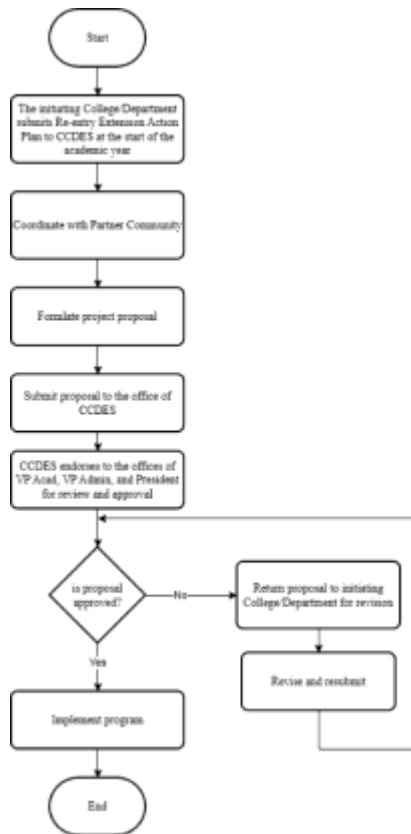 Start
The initiating College/Department
submits Re-entry Extension Action
Plan to CCDES at the start of the
academic year
Coordinate with Partner Community
Formlate project proposal
Submit proposal to the office of
CCDES
CCDES endorses to the offices of
VP Acad, VP Admin, and President
for review and approval
is proposal
approved?
No
Return proposal to initiating
College/Department for revision
Yes
Revise and resubmit
Implement program
End